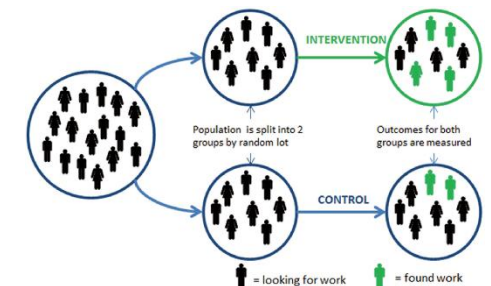 INTERVENTION
Population is split into 2
groups by random lot
Outcomes for both
groups are measured
CONTROL
= looking for work
= found work